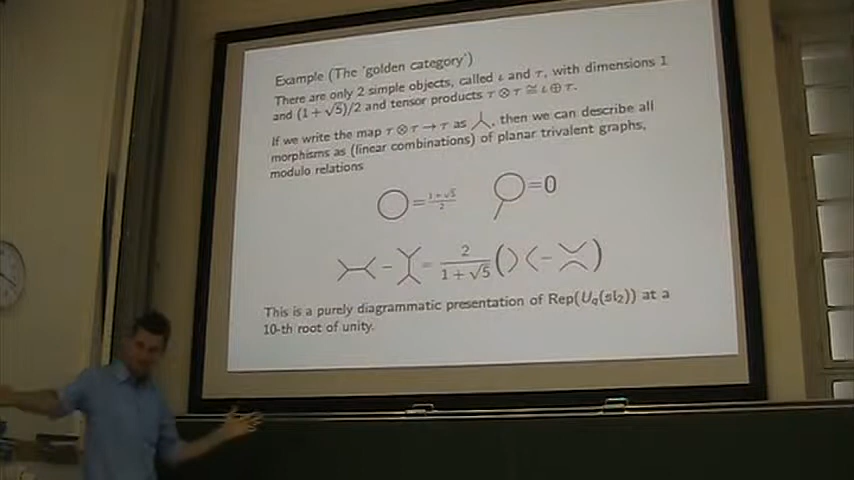 Example (The 'golden category')
There are only 2 simple objects, called ι and τ, with dimensions 1
and (1 + √5)/2 and tensor products τ ⊗ τ ≅ ι ⊕ τ.
If we write the map τ ⊗ τ → τ as , then we can describe all
morphisms as (linear combinations) of planar trivalent graphs,
modulo relations
= 1+√5/2 =0
− = 2/1+√5 ( − )
This is a purely diagrammatic presentation of Rep(U_q(sl₂)) at a
10-th root of unity.